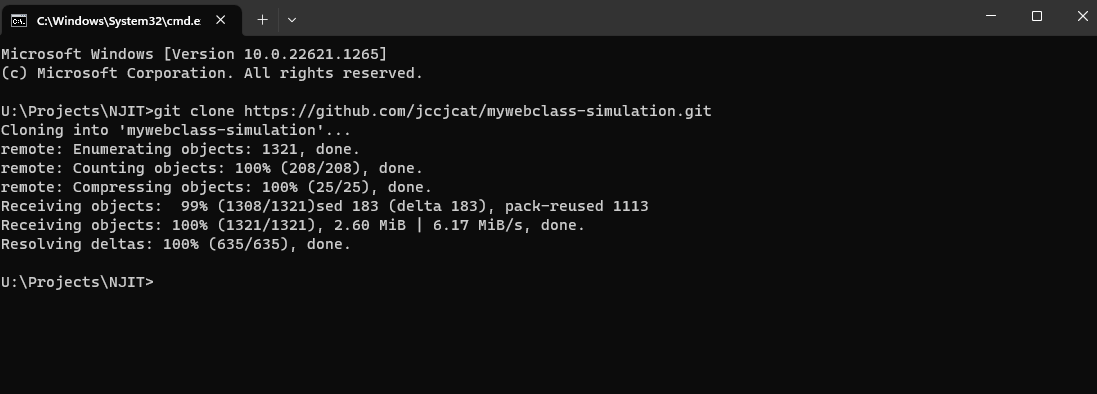 C:\Windows\System32\cmd.e
Microsoft Windows [Version 10.0.22621.1265]
(c) Microsoft Corporation. All rights reserved.
U:\Projects\NJIT>git clone https://github.com/jccjcat/mywebclass-simulation.git
Cloning into 'mywebclass-simulation'...
remote: Enumerating objects: 1321, done.
remote: Counting objects: 100% (208/208), done.
remote: Compressing objects: 100% (25/25), done.
Receiving objects:  99% (1308/1321)sed 183 (delta 183), pack-reused 1113
Receiving objects: 100% (1321/1321), 2.60 MiB | 6.17 MiB/s, done.
Resolving deltas: 100% (635/635), done.
U:\Projects\NJIT>